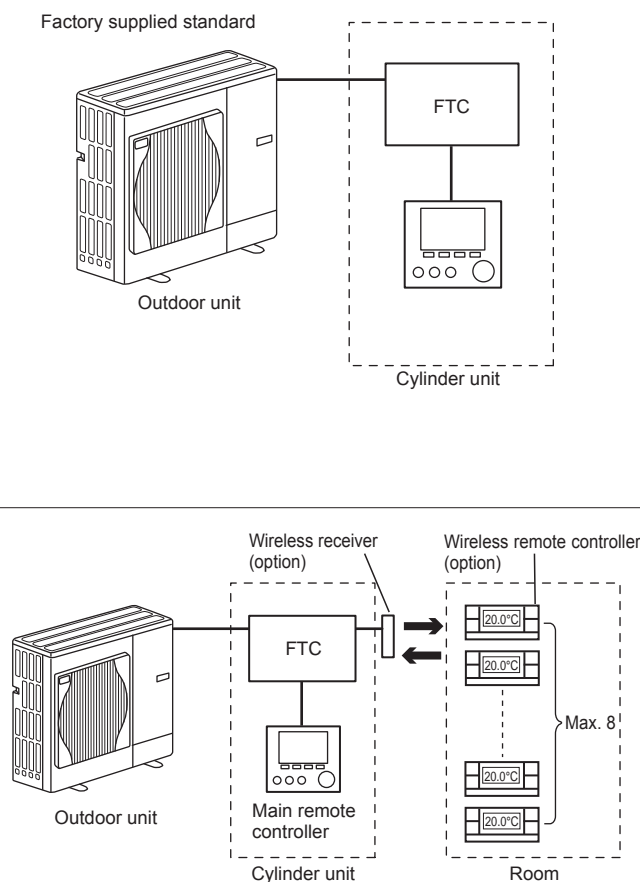 Factory supplied standard
FTC
Outdoor unit
Cylinder unit
Wireless receiver
(option)
Wireless remote controller
(option)
FTC
20.0°C
20.0°C
Max. 8
20.0°C
20.0°C
Outdoor unit
Main remote
controller
Cylinder unit
Room